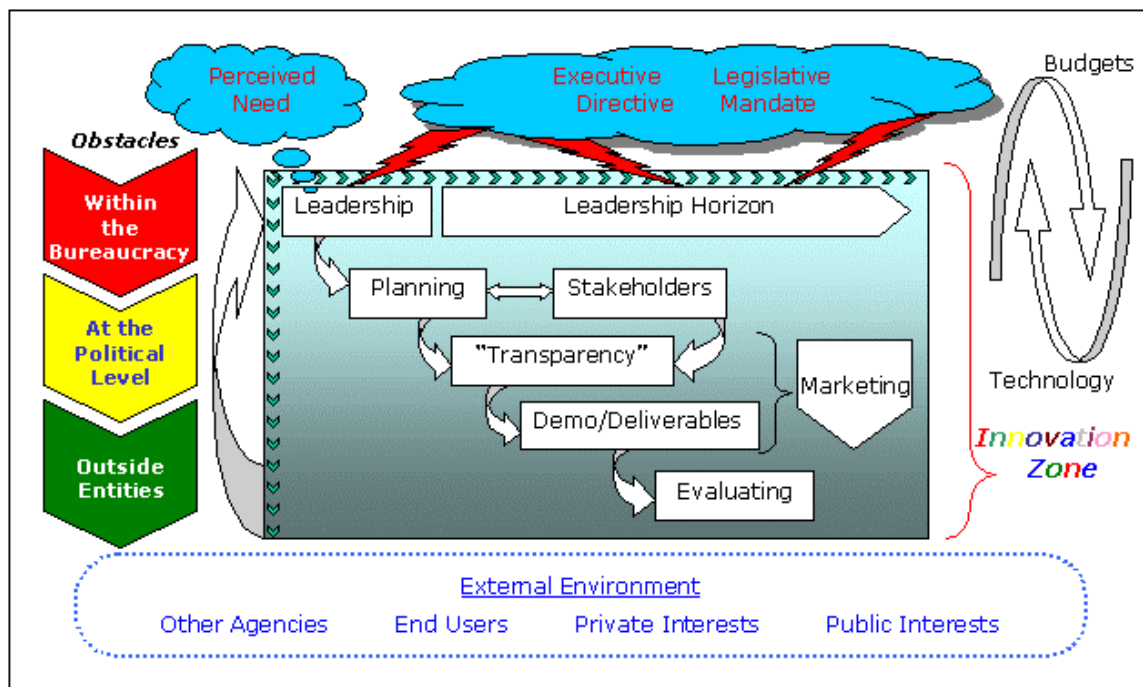 Perceived
Need
Executive Legislative
Directive Mandate
Budgets
Obstacles
Within
the
Bureaucracy
At the
Political
Level
Outside
Entities
Leadership
Leadership Horizon
Planning
Stakeholders
"Transparency"
Demo/Deliverables
Evaluating
Marketing
Technology
Innovation
Zone
External Environment
Other Agencies End Users Private Interests Public Interests